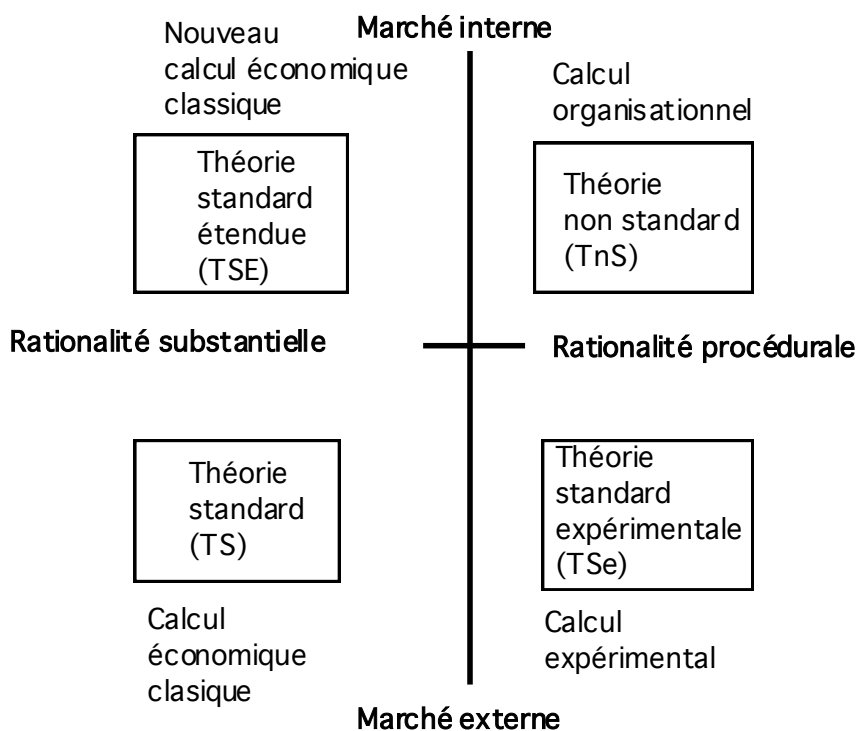 Marché interne
Nouveau
calcul économique
classique
Calcul
organisationnel
Théorie
standard
étendue
(TSE)
Théorie
non standard
(TnS)
Rationalité substantielle
Rationalité procédurale
Théorie
standard
(TS)
Théorie
standard
expérimentale
(TSe)
Calcul
économique
clasique
Calcul
expérimental
Marché externe